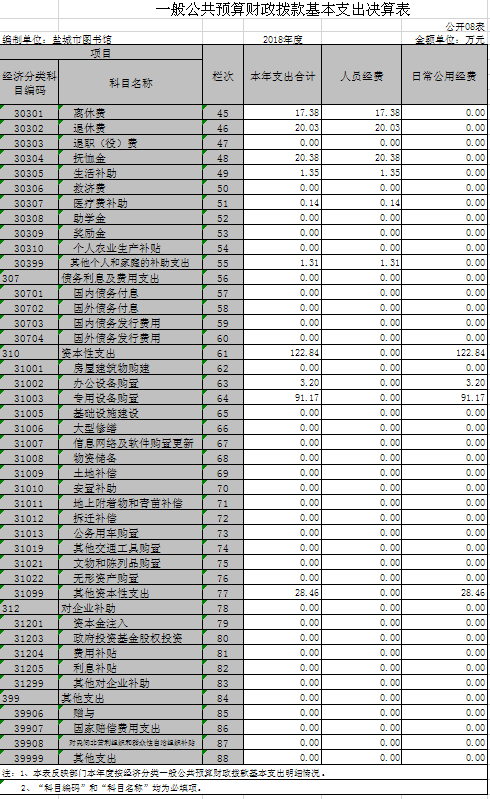 一般公共预算财政拨款基本支出决算表
公开08表
编制单位：盐城市图书馆 2018年度 金额单位：万元
项目
经济分类科目编码 科目名称 栏次 本年支出合计 人员经费 日常公用经费
30301 离休费 45 17.38 17.38 0.00
30302 退休费 46 20.03 20.03 0.00
30303 退职（役）费 47 0.00 0.00 0.00
30304 抚恤金 48 20.38 20.38 0.00
30305 生活补助 49 1.35 1.35 0.00
30306 救济费 50 0.00 0.00 0.00
30307 医疗费补助 51 0.14 0.14 0.00
30308 助学金 52 0.00 0.00 0.00
30309 奖励金 53 0.00 0.00 0.00
30310 个人农业生产补贴 54 0.00 0.00 0.00
30399 其他个人和家庭的补助支出 55 1.31 1.31 0.00
307 债务利息及费用支出 56 0.00 0.00 0.00
30701 国内债务付息 57 0.00 0.00 0.00
30702 国外债务付息 58 0.00 0.00 0.00
30703 国内债务发行费用 59 0.00 0.00 0.00
30704 国外债务发行费用 60 0.00 0.00 0.00
310 资本性支出 61 122.84 0.00 122.84
31001 房屋建筑物购建 62 0.00 0.00 0.00
31002 办公设备购置 63 3.20 0.00 3.20
31003 专用设备购置 64 91.17 0.00 91.17
31005 基础设施建设 65 0.00 0.00 0.00
31006 大型修缮 66 0.00 0.00 0.00
31007 信息网络及软件购置更新 67 0.00 0.00 0.00
31008 物资储备 68 0.00 0.00 0.00
31009 土地补偿 69 0.00 0.00 0.00
31010 安置补助 70 0.00 0.00 0.00
31011 地上附着物和青苗补偿 71 0.00 0.00 0.00
31012 拆迁补偿 72 0.00 0.00 0.00
31013 公务用车购置 73 0.00 0.00 0.00
31019 其他交通工具购置 74 0.00 0.00 0.00
31021 文物和陈列品购置 75 0.00 0.00 0.00
31022 无形资产购置 76 0.00 0.00 0.00
31099 其他资本性支出 77 28.46 0.00 28.46
312 对企业补助 78 0.00 0.00 0.00
31201 资本金注入 79 0.00 0.00 0.00
31203 政府投资基金股权投资 80 0.00 0.00 0.00
31204 费用补贴 81 0.00 0.00 0.00
31205 利息补贴 82 0.00 0.00 0.00
31299 其他对企业补助 83 0.00 0.00 0.00
399 其他支出 84 0.00 0.00 0.00
39906 赠与 85 0.00 0.00 0.00
39907 国家赔偿费用支出 86 0.00 0.00 0.00
39908 对民间非营利组织和群众性自治组织补贴 87 0.00 0.00 0.00
39999 其他支出 88 0.00 0.00 0.00
注：1、本表反映部门本年度按经济分类一般公共预算财政拨款基本支出明细情况。
2、“科目编码”和“科目名称”均为必填项。